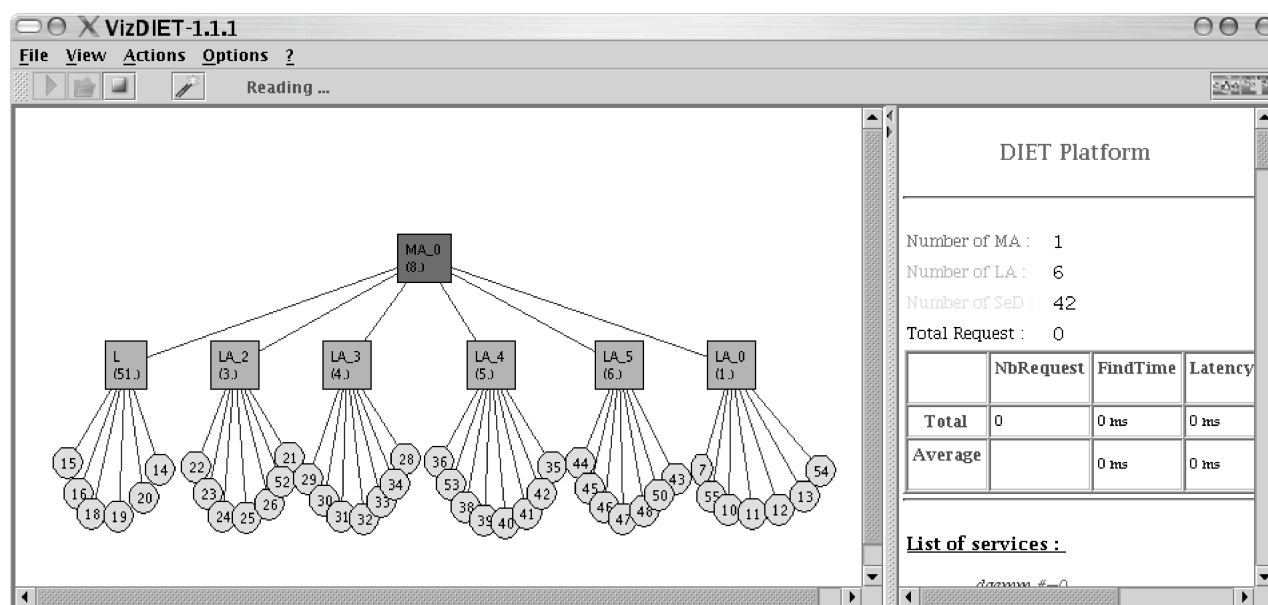 VizDIET-1.1.1
File View Actions Options ?
Reading ...
MA_0
(8.)
L
(51.)
LA_2
(3.)
LA_3
(4.)
LA_4
(5.)
LA_5
(6.)
LA_0
(1.)
15 16 18 19 20 14
22 23 24 25 26 52 21
29 30 31 32 33 34 28
36 53 38 39 40 41 42 35
44 45 46 47 48 50 43
7 55 10 11 12 13 54
DIET Platform
Number of MA : 1
Number of LA : 6
Number of SeD : 42
Total Request : 0
NbRequest FindTime Latency
Total 0 0 ms 0 ms
Average 0 ms 0 ms
List of services :